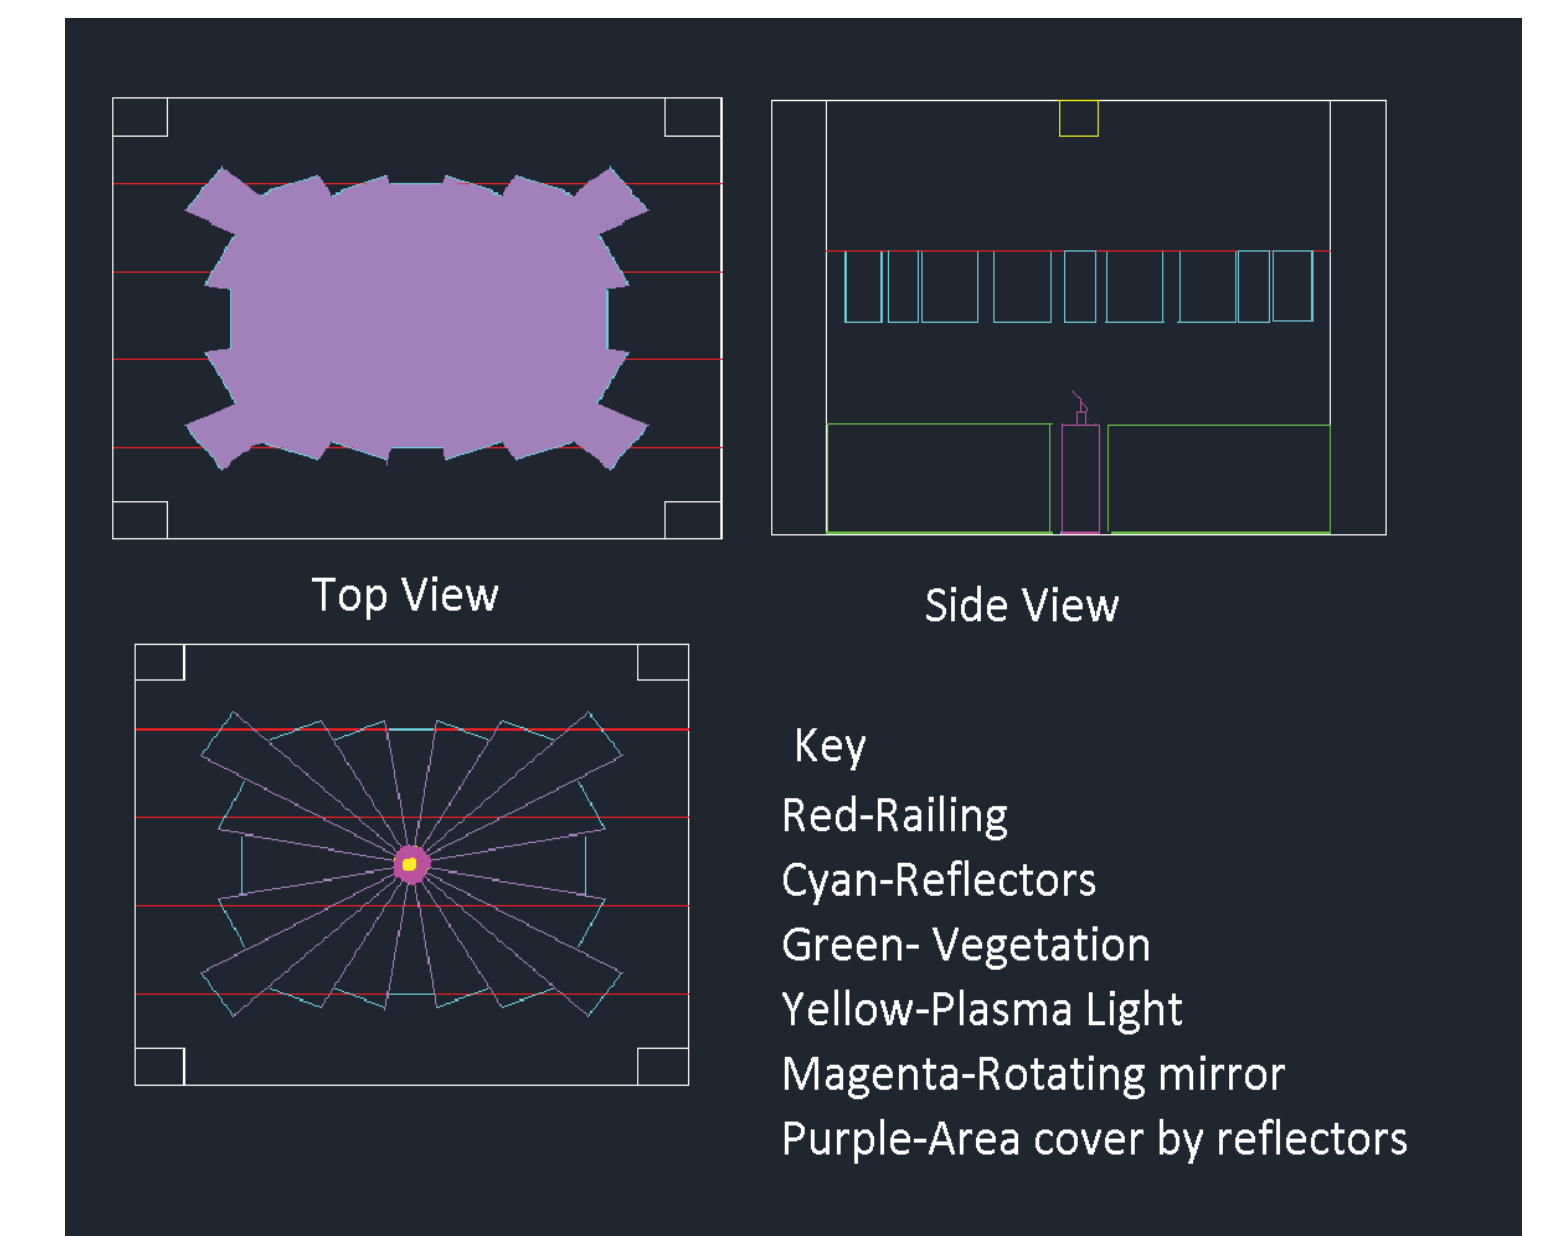 Top View
Side View
Key
Red-Railing
Cyan-Reflectors
Green- Vegetation
Yellow-Plasma Light
Magenta-Rotating mirror
Purple-Area cover by reflectors